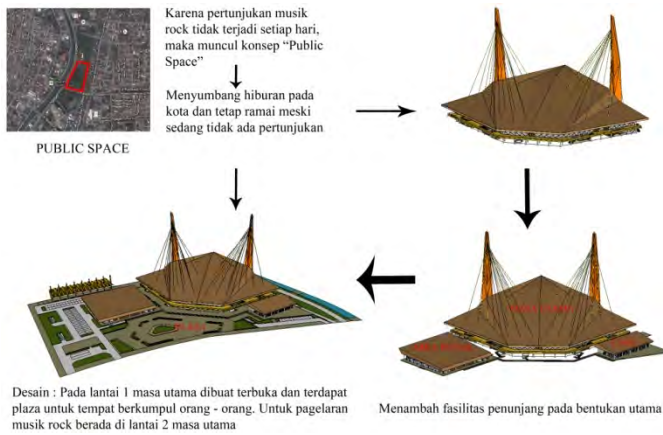 Karena pertunjukan musik
rock tidak terjadi setiap hari,
maka muncul konsep “Public
Space”
Menyumbang hiburan pada
kota dan tetap ramai meski
sedang tidak ada pertunjukan
PUBLIC SPACE
Desain : Pada lantai 1 masa utama dibuat terbuka dan terdapat
plaza untuk tempat berkumpul orang - orang. Untuk pagelaran
musik rock berada di lantai 2 masa utama
Menambah fasilitas penunjang pada bentukan utama